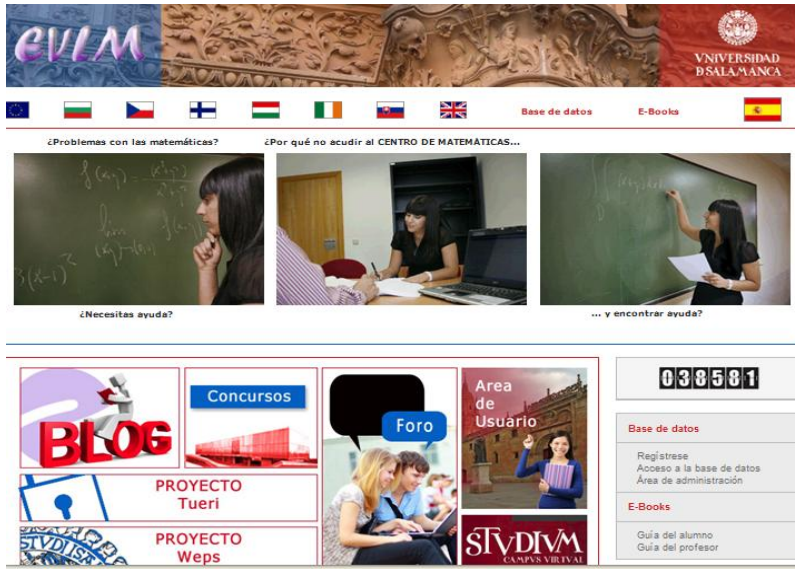 EVLM
VNIVERSIDAD
D SALAMANCA
Base de datos
E-Books
¿Problemas con las matemáticas?
¿Por qué no acudir al CENTRO DE MATEMÁTICAS...
¿Necesitas ayuda?
... y encontrar ayuda?
BLOG
Concursos
Foro
Area
de
Usuario
PROYECTO
Tueri
PROYECTO
Weps
STVDIVM
CAMPVS VIRTVAL
038581
Base de datos
Regístrese
Acceso a la base de datos
Área de administración
E-Books
Guía del alumno
Guía del profesor